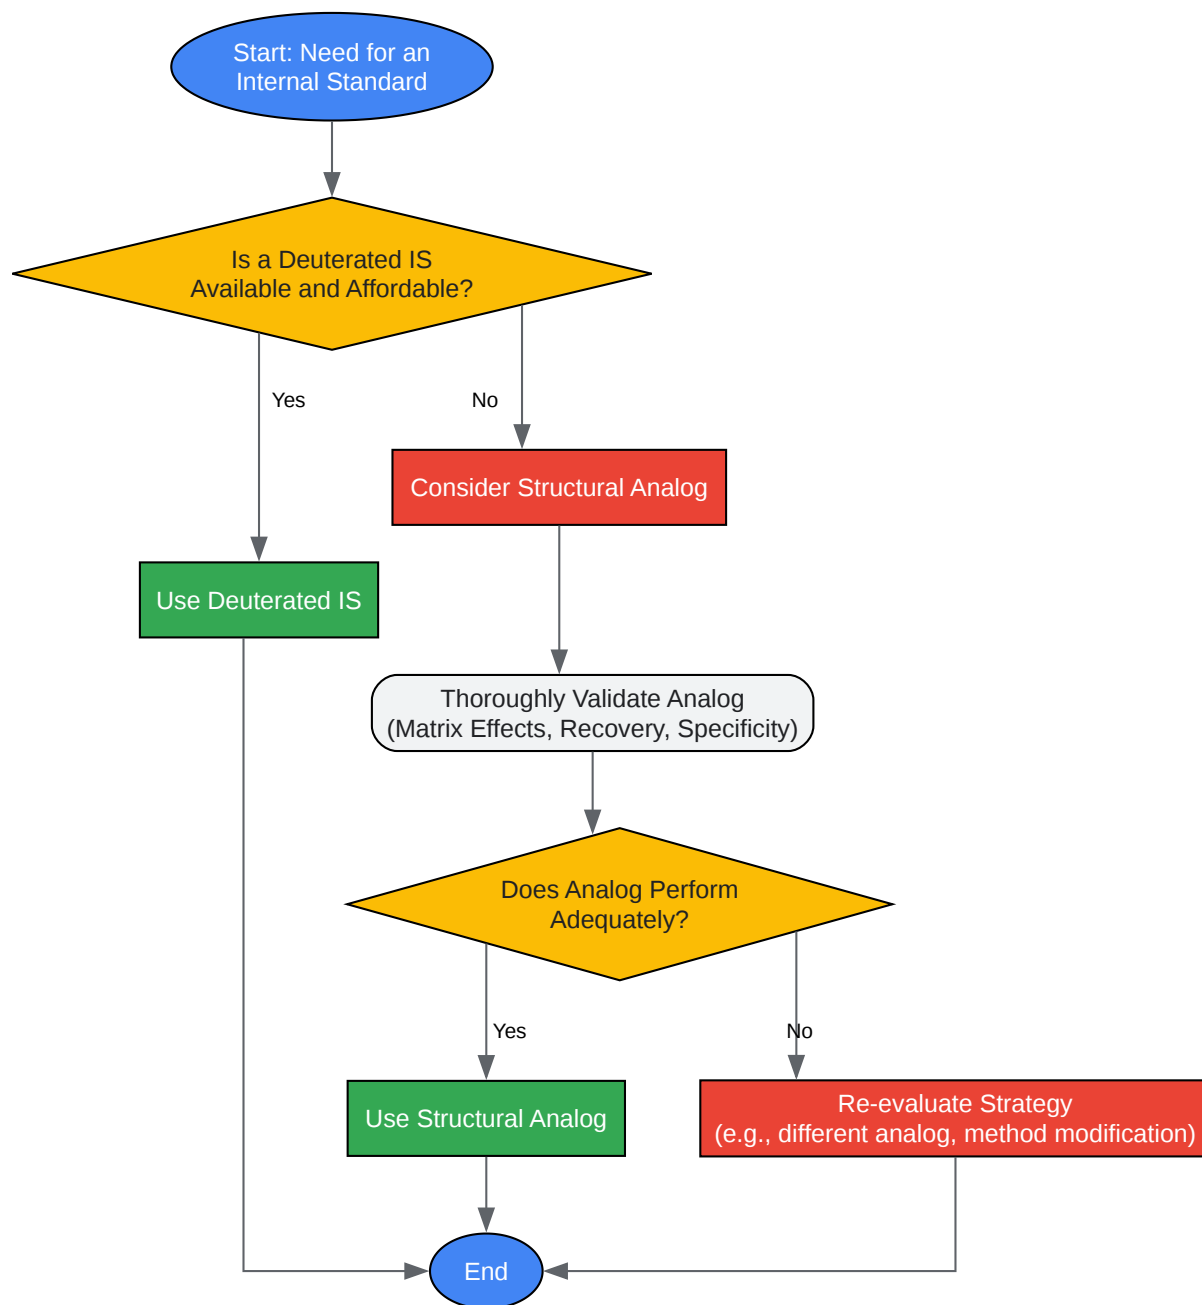 Start: Need for an
Internal Standard
Is a Deuterated IS
Available and Affordable?
Yes
No
Consider Structural Analog
Use Deuterated IS
Thoroughly Validate Analog
(Matrix Effects, Recovery, Specificity)
Does Analog Perform
Adequately?
Yes
No
Use Structural Analog
Re-evaluate Strategy
(e.g., different analog, method modification)
End